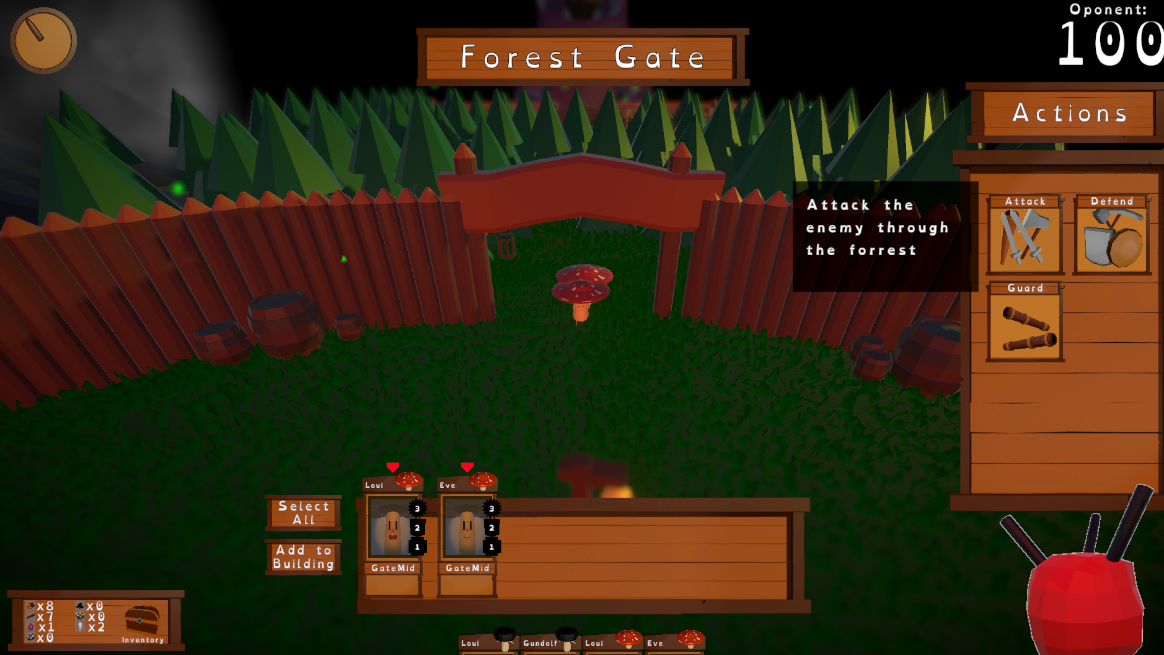 Oponent:
100
Forest Gate
Actions
Attack the
enemy through
the forrest
Attack
Defend
Guard
Loui
Eve
3
2
1
3
2
1
GateMid
GateMid
Select
All
Add to
Building
x8
x0
x7
x0
x1
x2
x0
Inventory
Loui
Gundolf
Loui
Eve